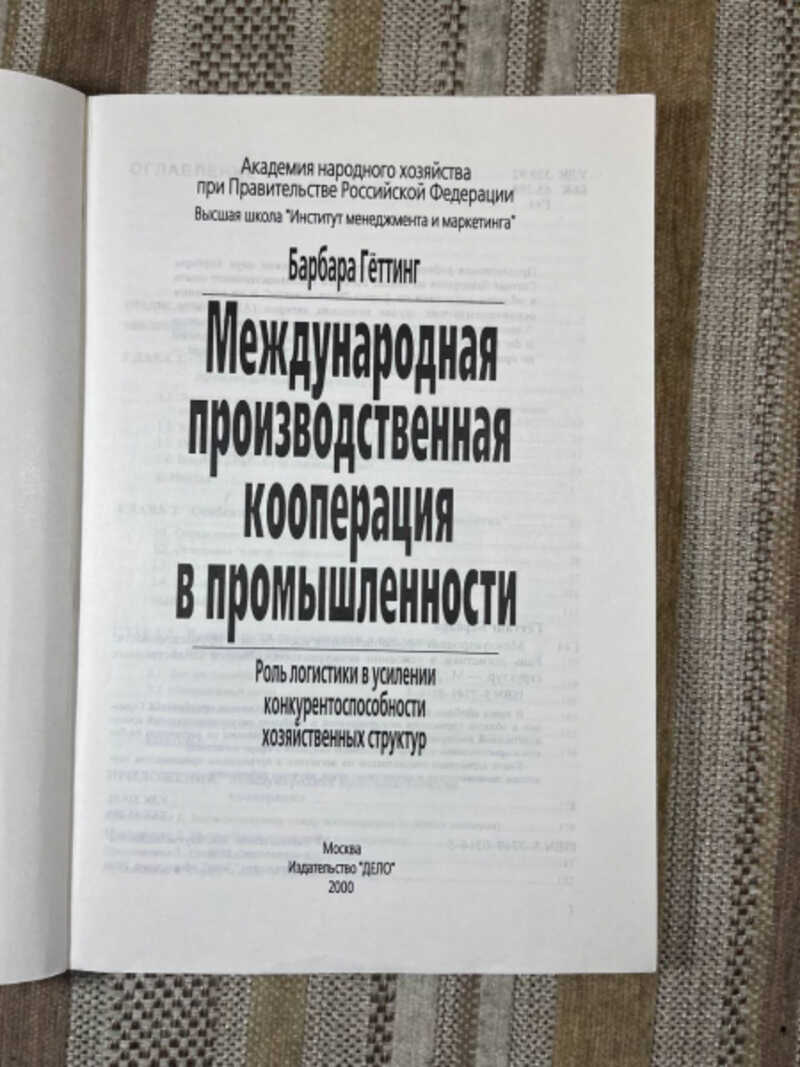 Академия народного хозяйства
при Правительстве Российской Федерации
Высшая школа "Институт менеджмента и маркетинга"
Барбара Гёттинг
Международная
производственная
кооперация
в промышленности
Роль логистики в усилении
конкурентоспособности
хозяйственных структур
Москва
Издательство "ДЕЛО"
2000